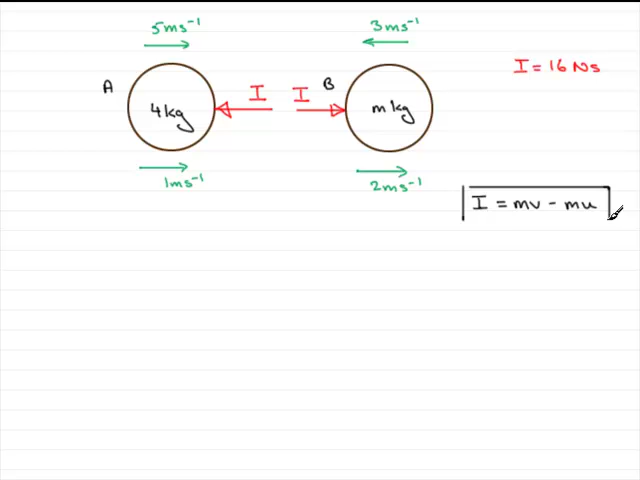 5ms⁻¹
3ms⁻¹
I = 16 Ns
A
B
4kg
I
I
m kg
1ms⁻¹
2ms⁻¹
I = mv - mu